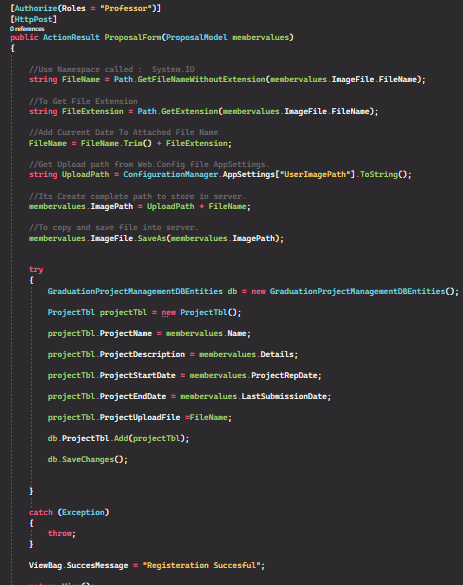 [Authorize(Roles = "Professor")]
[HttpPost]
0 references
public ActionResult ProposalForm(ProposalModel membervalues)
{
//Use Namespace called :  System.IO
string FileName = Path.GetFileNameWithoutExtension(membervalues.ImageFile.FileName);
//To Get File Extension
string FileExtension = Path.GetExtension(membervalues.ImageFile.FileName);
//Add Current Date To Attached File Name
FileName = FileName.Trim() + FileExtension;
//Get Upload path from Web.Config file AppSettings.
string UploadPath = ConfigurationManager.AppSettings["UserImagePath"].ToString();
//Its Create complete path to store in server.
membervalues.ImagePath = UploadPath + FileName;
//To copy and save file into server.
membervalues.ImageFile.SaveAs(membervalues.ImagePath);
try
{
GraduationProjectManagementDBEntities db = new GraduationProjectManagementDBEntities();
ProjectTbl projectTbl = new ProjectTbl();
projectTbl.ProjectName = membervalues.Name;
projectTbl.ProjectDescription = membervalues.Details;
projectTbl.ProjectStartDate = membervalues.ProjectRepDate;
projectTbl.ProjectEndDate = membervalues.LastSubmissionDate;
projectTbl.ProjectUploadFile =FileName;
db.ProjectTbl.Add(projectTbl);
db.SaveChanges();
}
catch (Exception)
{
throw;
}
ViewBag.SuccesMessage = "Registeration Succesful";